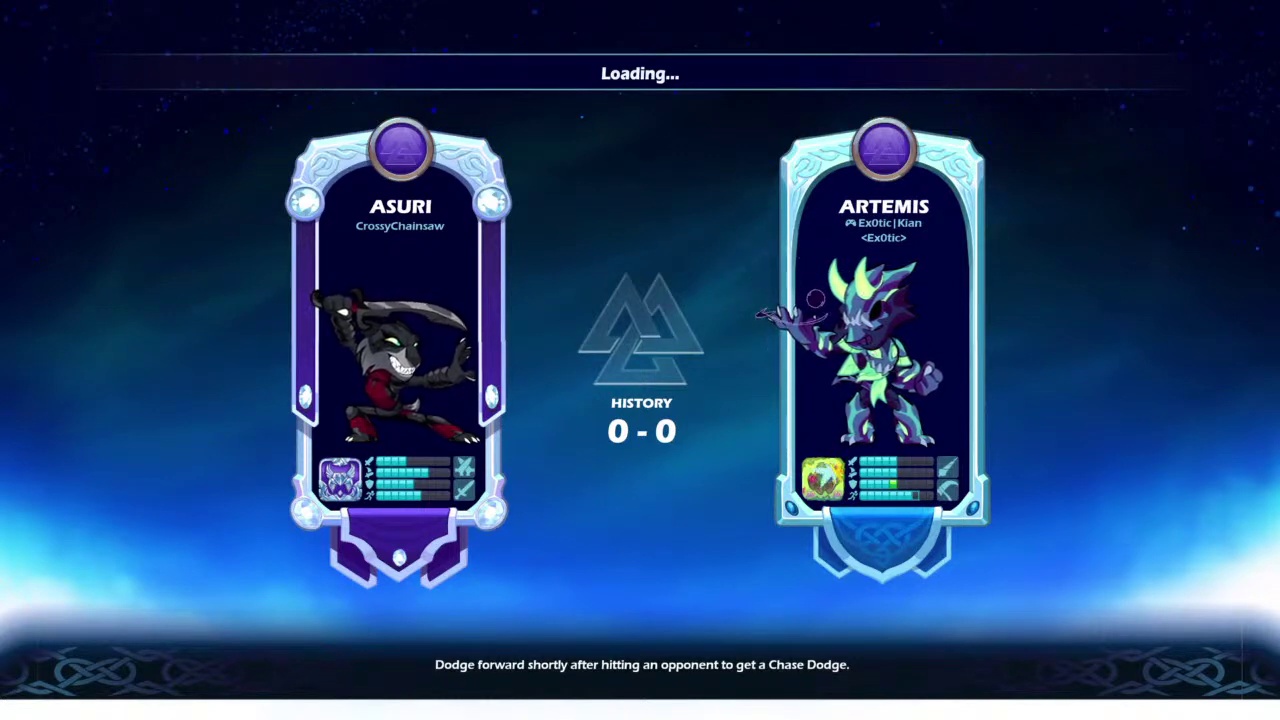 Loading...
ASURI
CrossyChainsaw
ARTEMIS
Ex0tic|Kian
<Ex0tic>
HISTORY
0 - 0
Dodge forward shortly after hitting an opponent to get a Chase Dodge.